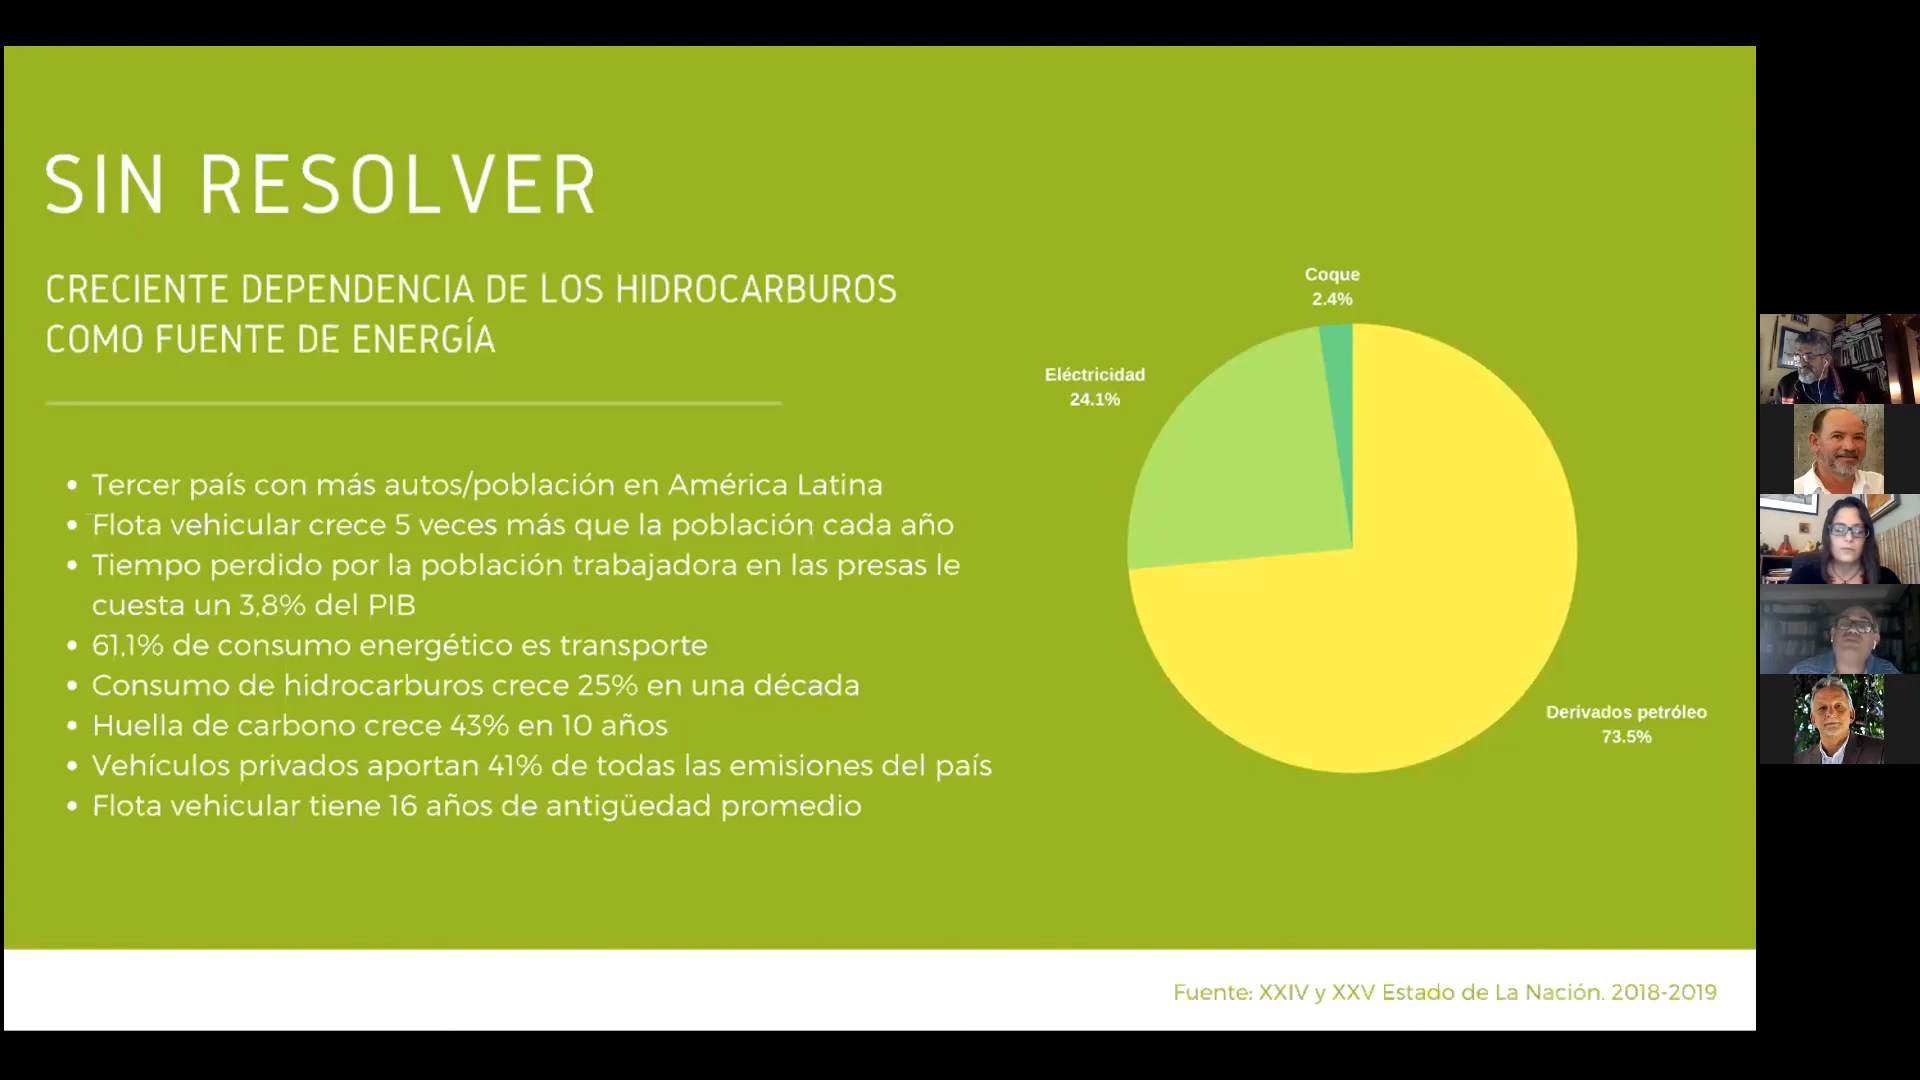 SIN RESOLVER
CRECIENTE DEPENDENCIA DE LOS HIDROCARBUROS
COMO FUENTE DE ENERGÍA
• Tercer país con más autos/población en América Latina
• Flota vehicular crece 5 veces más que la población cada año
• Tiempo perdido por la población trabajadora en las presas le
cuesta un 3,8% del PIB
• 61,1% de consumo energético es transporte
• Consumo de hidrocarburos crece 25% en una década
• Huella de carbono crece 43% en 10 años
• Vehículos privados aportan 41% de todas las emisiones del país
• Flota vehicular tiene 16 años de antigüedad promedio
Coque
2.4%
Eléctricidad
24.1%
Derivados petróleo
73.5%
Fuente: XXIV y XXV Estado de La Nación. 2018-2019